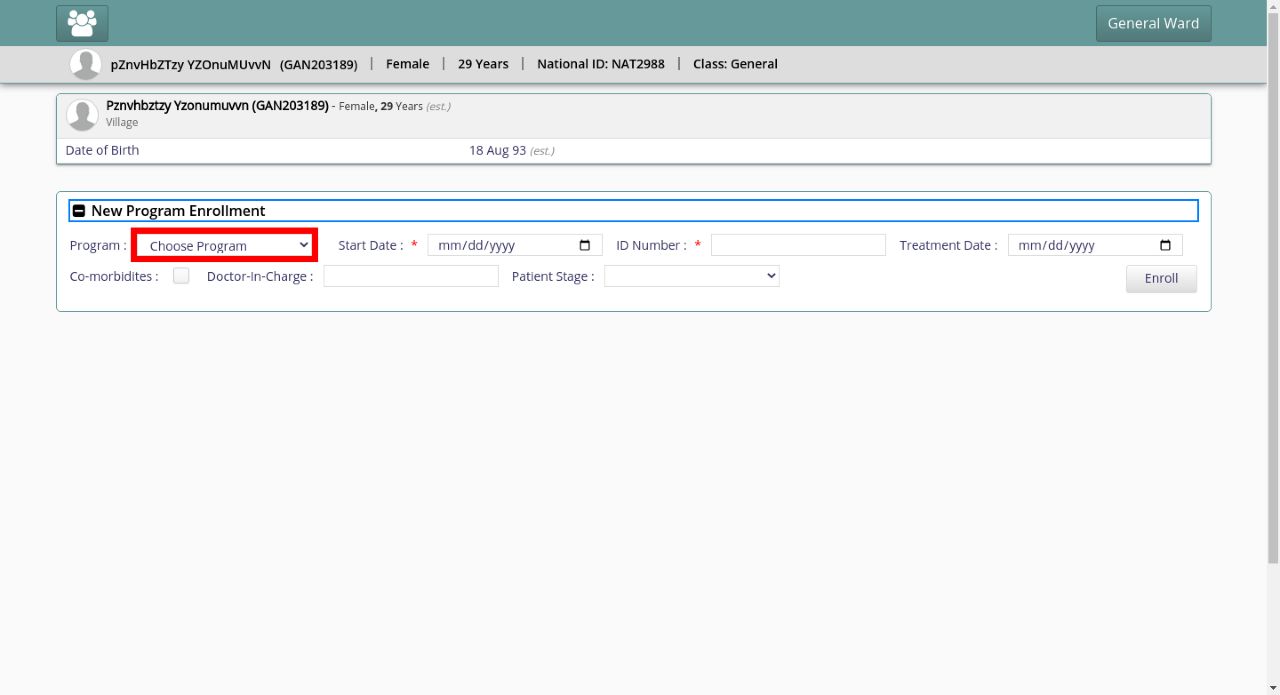 General Ward
pZnvHbZTzy YZOnuMUvvN (GAN203189) | Female | 29 Years | National ID: NAT2988 | Class: General
Pznvhbztzy Yzonumuvvn (GAN203189) - Female, 29 Years (est.)
Village
Date of Birth 18 Aug 93 (est.)
New Program Enrollment
Program : Choose Program Start Date : * mm/dd/yyyy ID Number : * Treatment Date : mm/dd/yyyy
Co-morbidites : Doctor-In-Charge : Patient Stage : Enroll